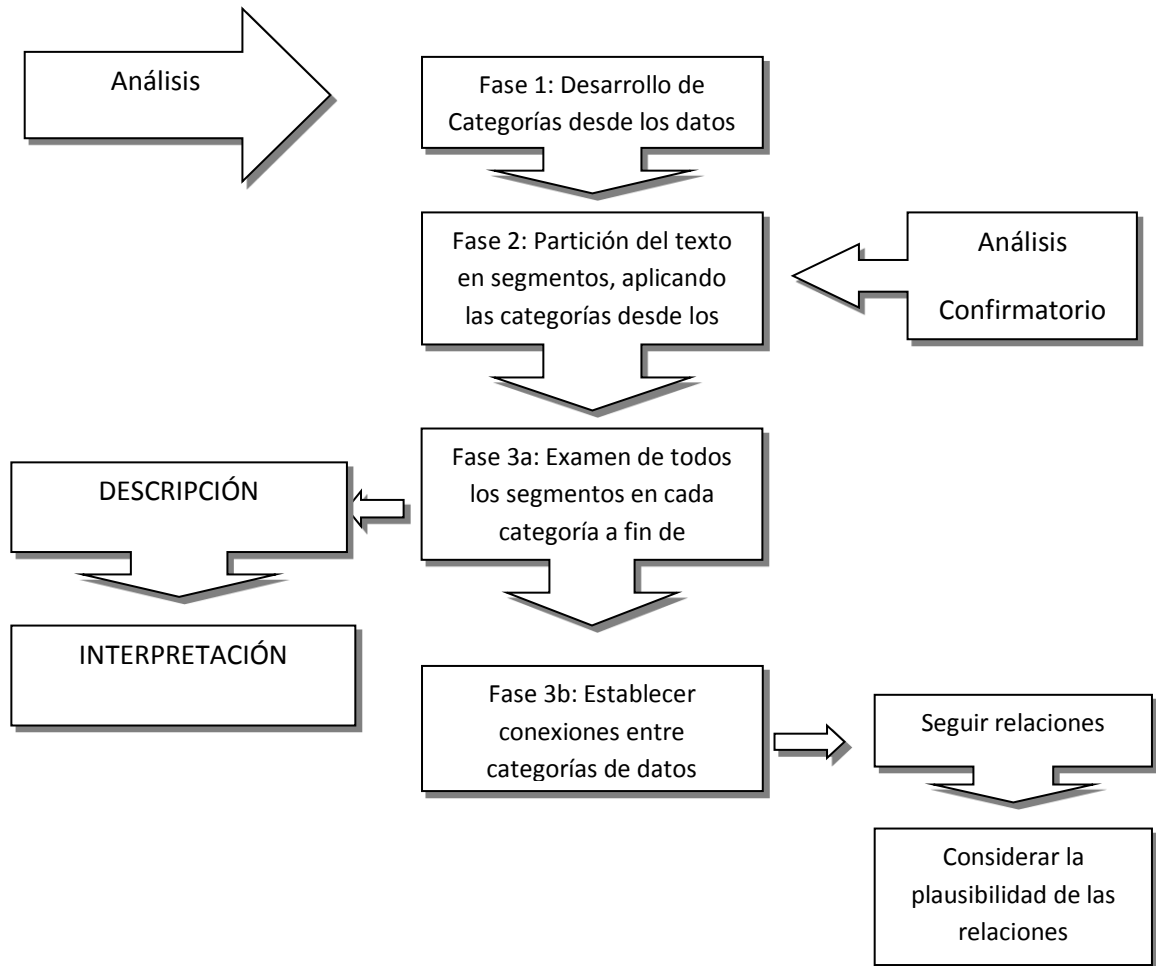 Análisis
Fase 1: Desarrollo de
Categorías desde los datos
Fase 2: Partición del texto
en segmentos, aplicando
las categorías desde los
Análisis
Confirmatorio
Fase 3a: Examen de todos
los segmentos en cada
categoría a fin de
DESCRIPCIÓN
INTERPRETACIÓN
Fase 3b: Establecer
conexiones entre
categorías de datos
Seguir relaciones
Considerar la
plausibilidad de las
relaciones